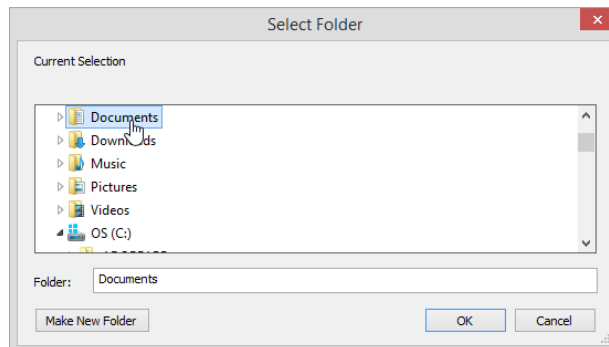 Select Folder
Current Selection
Documents
Downloads
Music
Pictures
Videos
OS (C:)
Folder: Documents
Make New Folder OK Cancel